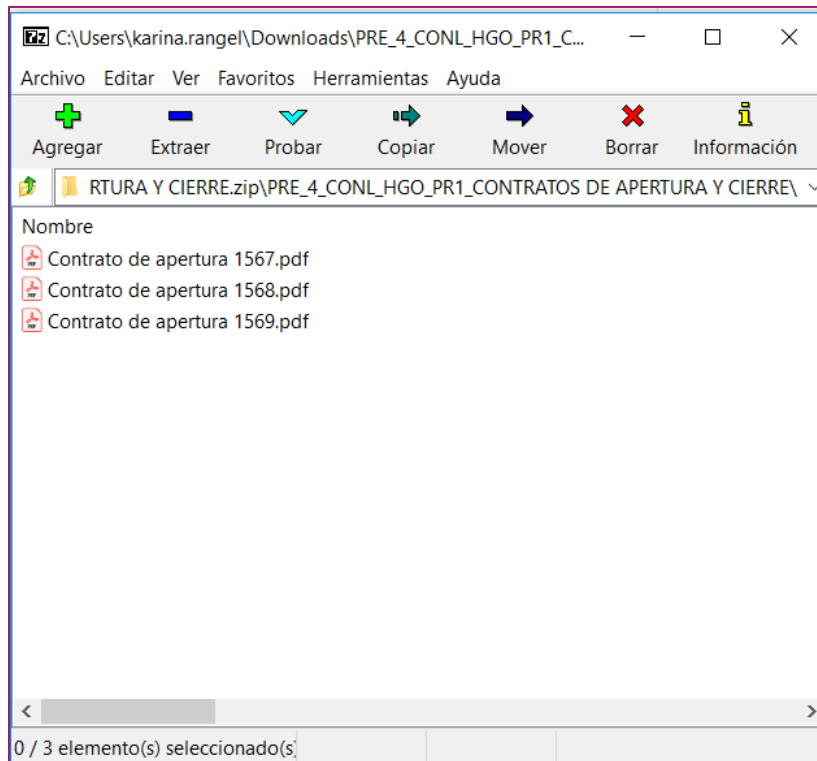 7z C:\Users\karina.rangel\Downloads\PRE_4_CONL_HGO_PR1_C...
Archivo Editar Ver Favoritos Herramientas Ayuda
Agregar Extraer Probar Copiar Mover Borrar Información
RTURA Y CIERRE.zip\PRE_4_CONL_HGO_PR1_CONTRATOS DE APERTURA Y CIERRE\
Nombre
Contrato de apertura 1567.pdf
Contrato de apertura 1568.pdf
Contrato de apertura 1569.pdf
0 / 3 elemento(s) seleccionado(s)